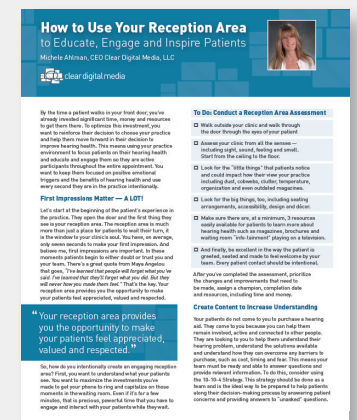 How to Use Your Reception Area
to Educate, Engage and Inspire Patients
Michele Ahlman, CEO Clear Digital Media, LLC
clear digital media
By the time a patient walks in your front door, you've
already invested significant time, money and resources
to get them there. To optimize this investment, you
want to reinforce their decision to choose your practice
and help them move forward in their decision to
improve hearing health. This means using your practice
environment to focus patients on their hearing health
and educate and engage them so they are active
participants throughout the entire appointment. You
want to keep them focused on positive emotional
triggers and the benefits of hearing health and use
every second they are in the practice intentionally.
First Impressions Matter — A LOT!
Let's start at the beginning of the patient's experience in
the practice. They open the door and the first thing they
see is your reception area. The reception area is much
more than just a place for patients to wait their turn, it
is the window to your clinic's soul. You have, on average,
only seven seconds to make your first impression. And
believe me, first impressions are important. In these
moments patients begin to either doubt or trust you and
your team. There's a great quote from Maya Angelou
that goes, "I've learned that people will forget what you've
said. I've learned that they'll forget what you did. But they
will never how you made them feel." That's the key. Your
reception area provides you the opportunity to make
your patients feel appreciated, valued and respected.
“Your reception area provides
you the opportunity to make
your patients feel appreciated,
valued and respected.”
So, how do you intentionally create an engaging reception
area? First, you want to understand what your patients
see. You want to maximize the investments you've
made to get your phone to ring and capitalize on those
moments in the waiting room. Even if it's for a few
minutes, that is precious, powerful time that you have to
engage and interact with your patients while they wait.
To Do: Conduct a Reception Area Assessment
Walk outside your clinic and walk through
the door through the eyes of your patient
Assess your clinic from all the senses —
including sight, sound, feeling and smell.
Start from the ceiling to the floor.
Look for the "little things" that patients notice
and could impact how their view your practice
including dust, cobwebs, clutter, temperature,
organization and even outdated magazines.
Look for the big things, too, including seating
arrangements, accessibility, design and décor.
Make sure there are, at a minimum, 3 resources
easily available for patients to learn more about
hearing health such as magazines, brochures and
waiting room "info-tainment" playing on a television.
And finally, be excellent in the way the patient is
greeted, seated and made to feel welcome by your
team. Every patient contact should be intentional.
After you've completed the assessment, prioritize
the changes and improvements that need to
be made, assign a champion, completion date
and resources, including time and money.
Create Content to Increase Understanding
Your patients do not come to you to purchase a hearing
aid. They come to you because you can help them
remain involved, active and connected to other people.
They are looking to you to help them understand their
hearing problem, understand the solutions available
and understand how they can overcome any barriers to
purchase, such as cost, timing and fear. This means your
team must be ready and able to answer questions and
provide relevant information. To do this, consider using
the 10-10-4 Strategy. This strategy should be done as a
team and is the ideal way to be prepared to help patients
along their decision-making process by answering patient
concerns and providing answers to "unasked" questions.